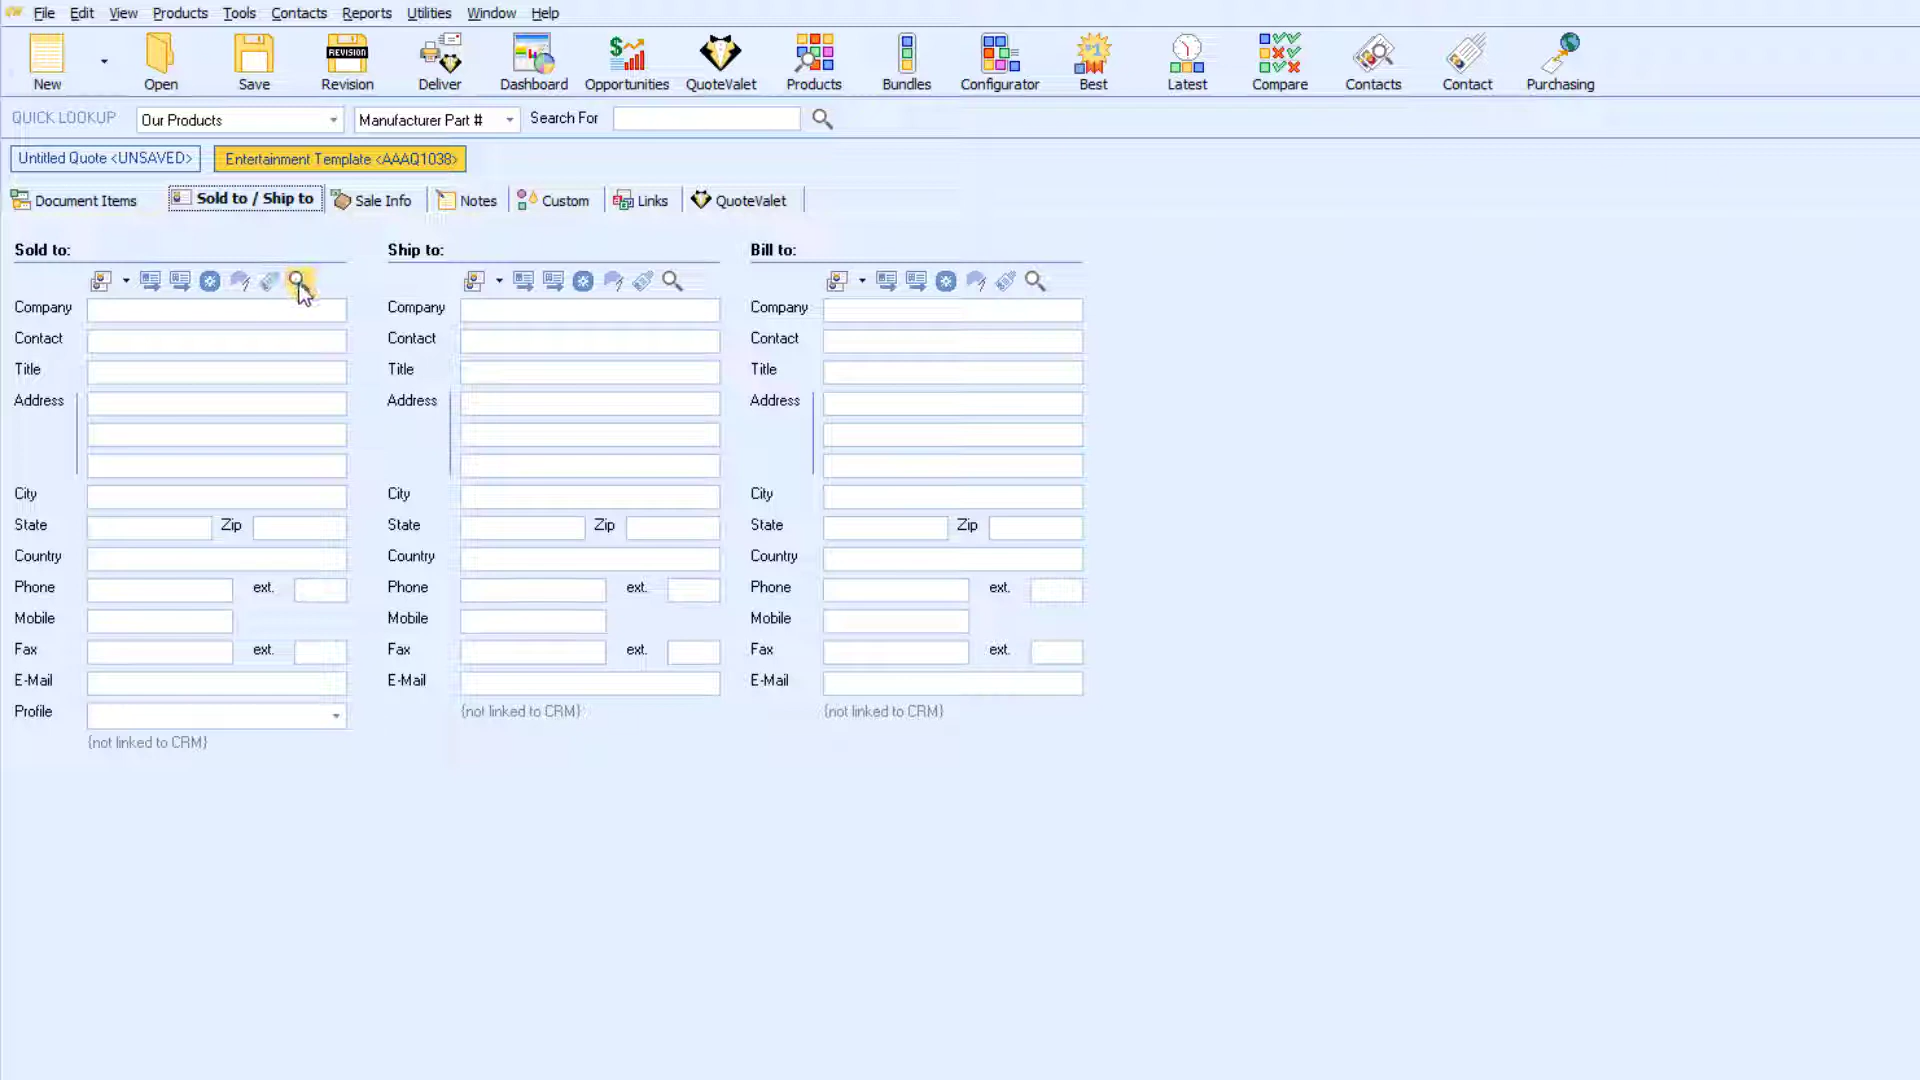 File Edit View Products Tools Contacts Reports Utilities Window Help
New Open Save REVISION Revision Deliver Dashboard Opportunities QuoteValet Products Bundles Configurator #1 Best Latest Compare Contacts Contact Purchasing
QUICK LOOKUP Our Products Manufacturer Part # Search For
Untitled Quote <UNSAVED> Entertainment Template <AAAQ1038>
Document Items Sold to / Ship to Sale Info Notes Custom Links QuoteValet
Sold to: Ship to: Bill to:
Company Company Company
Contact Contact Contact
Title Title Title
Address Address Address
City City City
State Zip State Zip State Zip
Country Country Country
Phone ext. Phone ext. Phone ext.
Mobile Mobile Mobile
Fax ext. Fax ext. Fax ext.
E-Mail E-Mail E-Mail
Profile {not linked to CRM} {not linked to CRM}
{not linked to CRM}